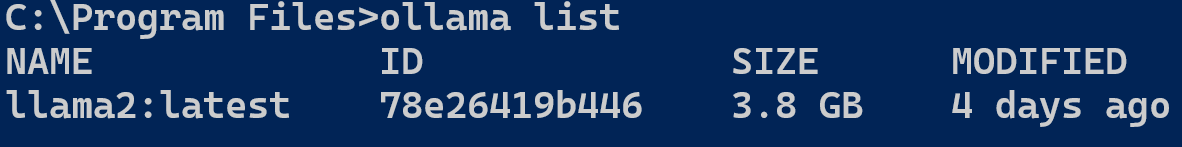 C:\Program Files>ollama list
NAME ID SIZE MODIFIED
llama2:latest 78e26419b446 3.8 GB 4 days ago